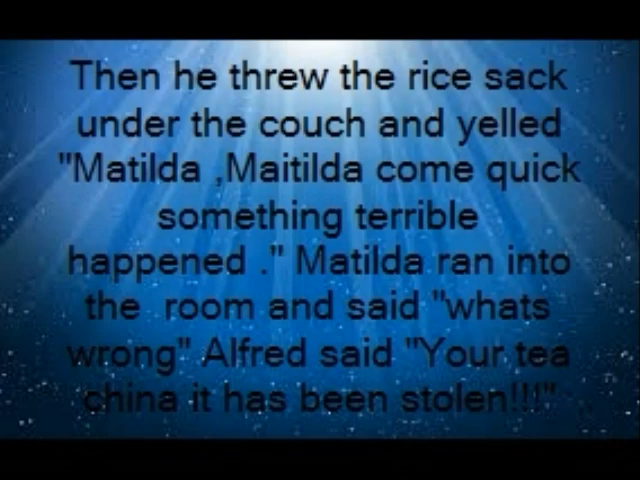 Then he threw the rice sack
under the couch and yelled
"Matilda ,Maitilda come quick
something terrible
happened ." Matilda ran into
the  room and said "whats
wrong" Alfred said "Your tea
china it has been stolen!!!"